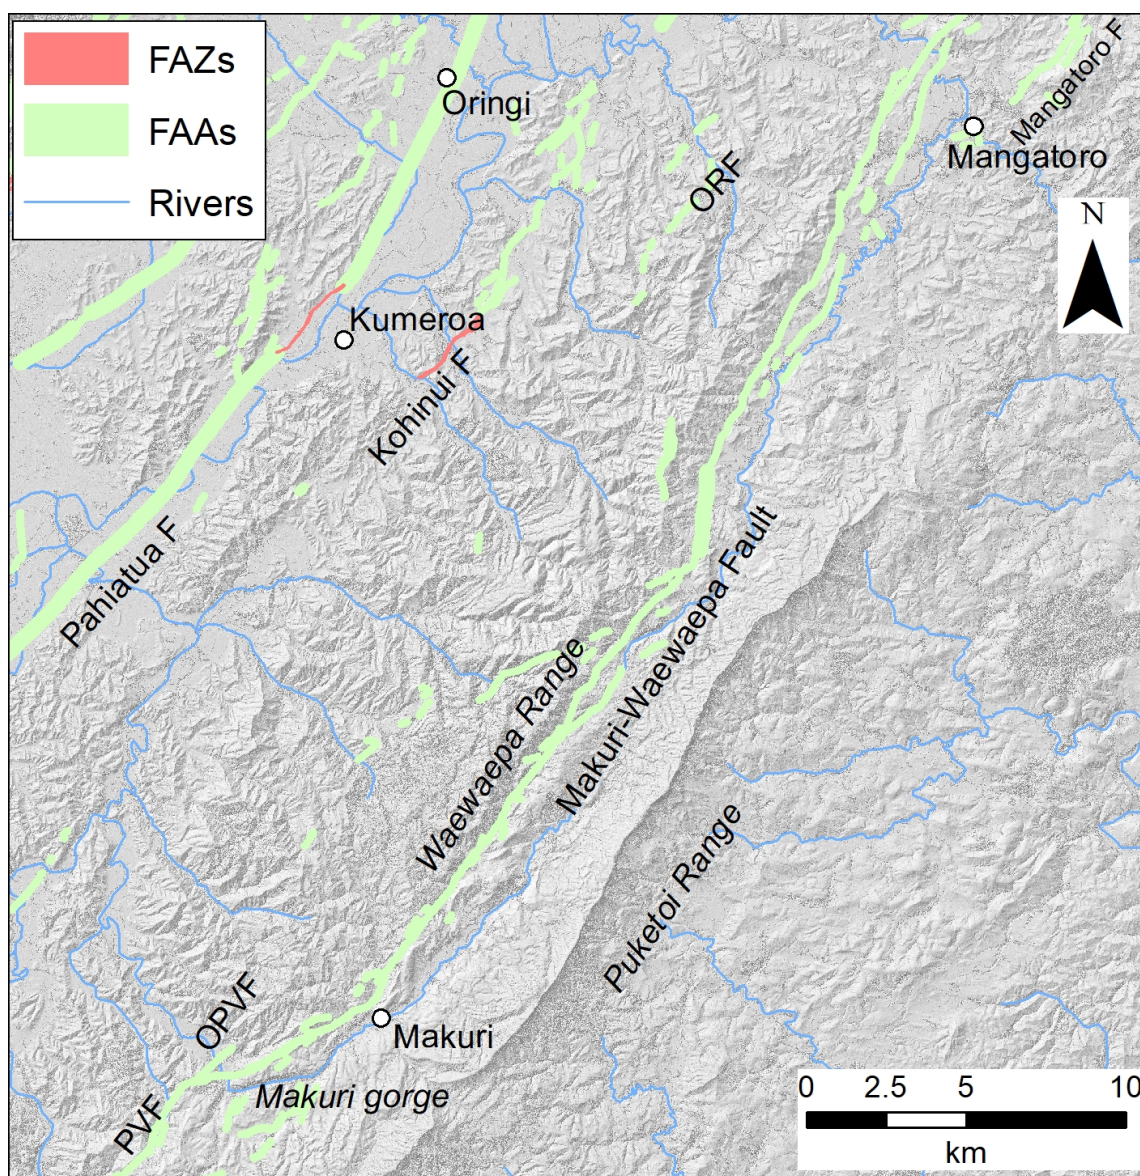 FAZs
FAAs
Rivers
Oringi
Mangatoro F
Mangatoro
ORF
N
Kumeroa
Kohinui F
Pahiatua F
Makuri-Waewaepa Fault
Waewaepa Range
Puketoi Range
OPVF
Makuri
Makuri gorge
PVF
0 2.5 5 10
km